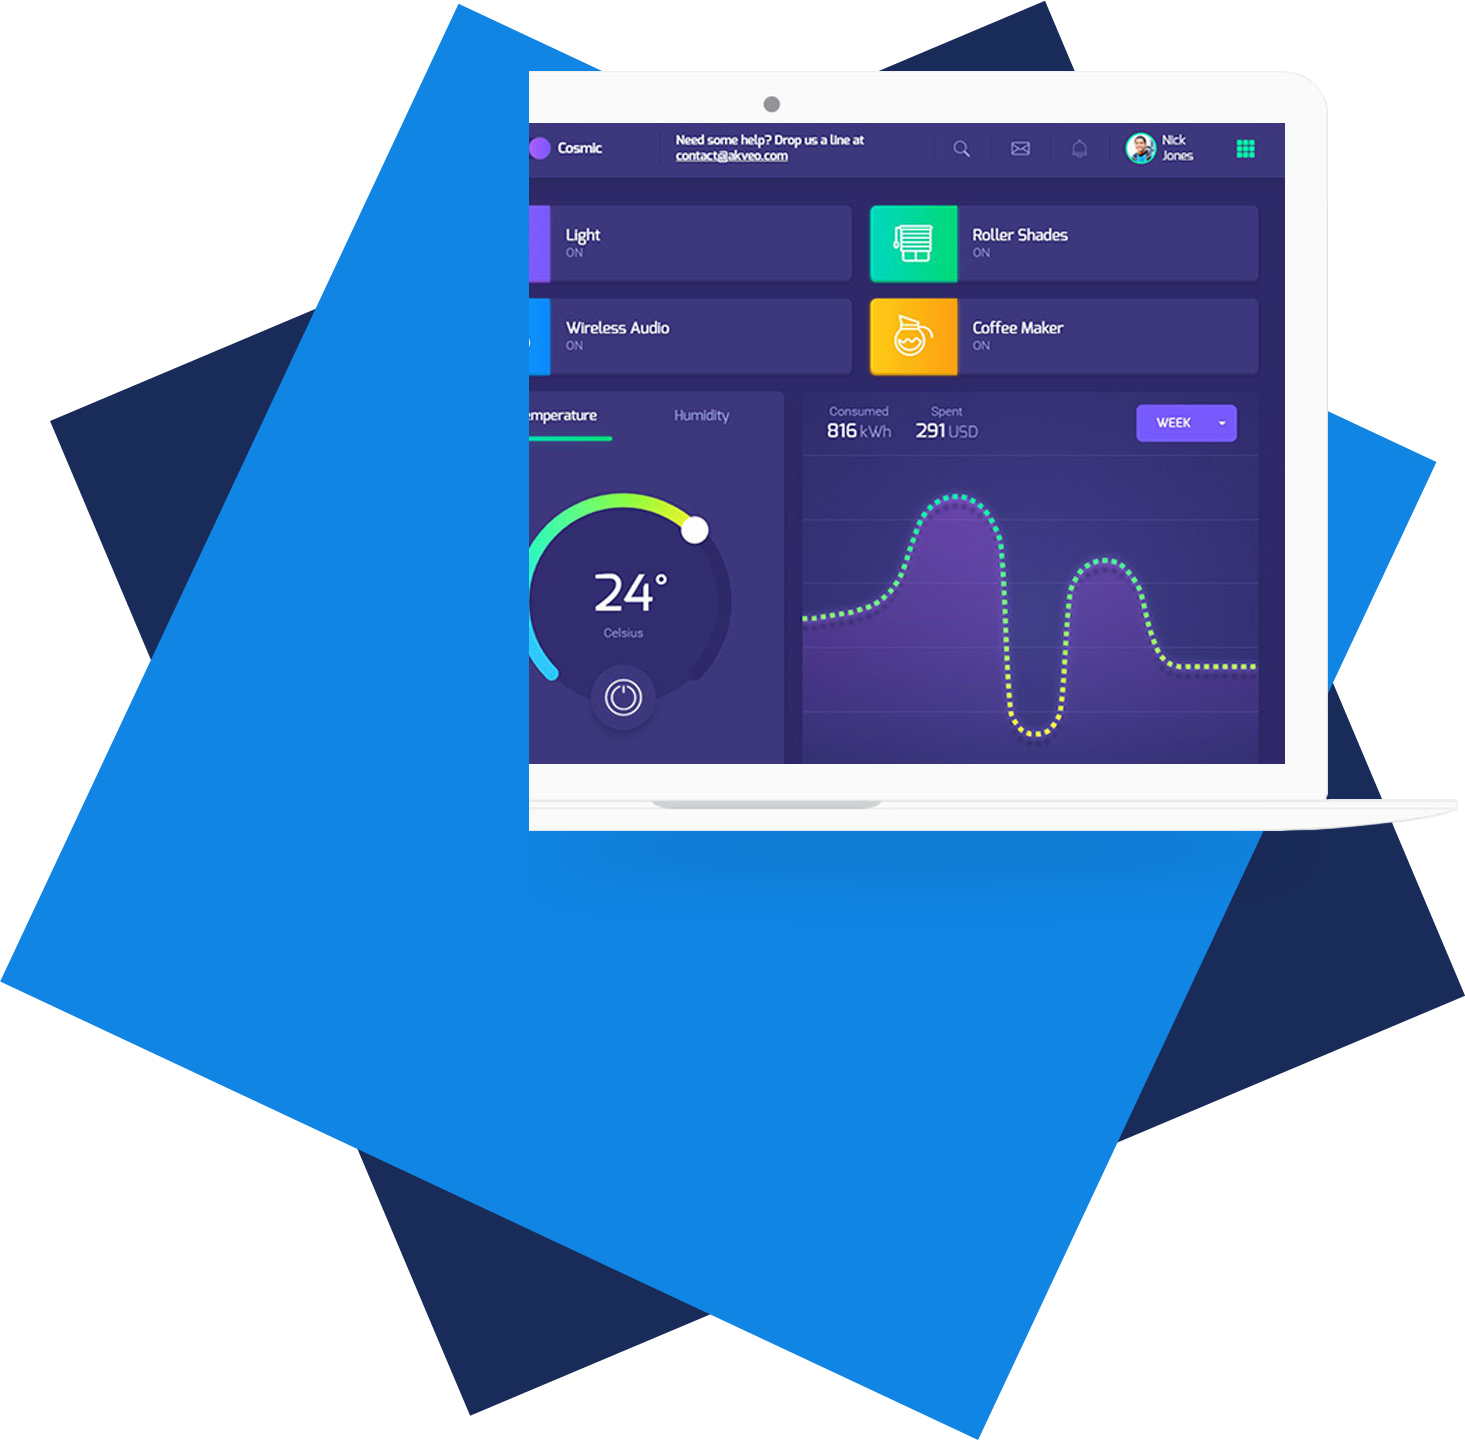 Cosmic
Need some help? Drop us a line at
contact@akveo.com
Nick
Jones
Light
ON
Roller Shades
ON
Wireless Audio
ON
Coffee Maker
ON
emperature
Humidity
Consumed
816 kWh
Spent
291 USD
WEEK
24°
Celsius